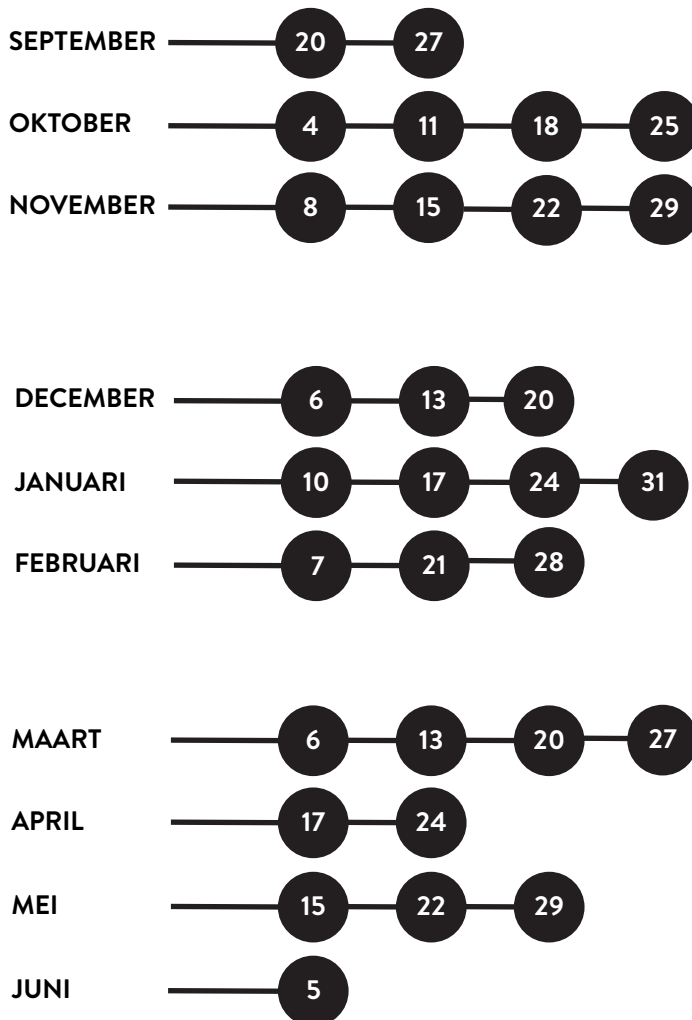 SEPTEMBER 20 27
OKTOBER 4 11 18 25
NOVEMBER 8 15 22 29
DECEMBER 6 13 20
JANUARI 10 17 24 31
FEBRUARI 7 21 28
MAART 6 13 20 27
APRIL 17 24
MEI 15 22 29
JUNI 5